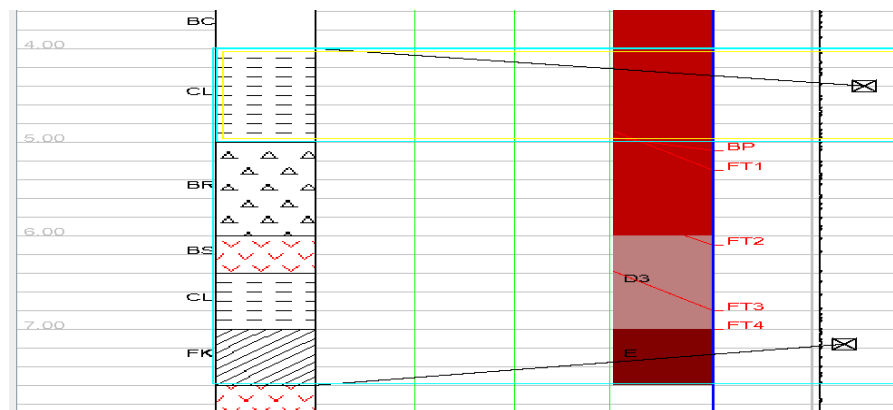 BC
4.00
CL
5.00
BP
FT1
BR
6.00
FT2
BS
D3
CL
FT3
7.00
FT4
FK
E